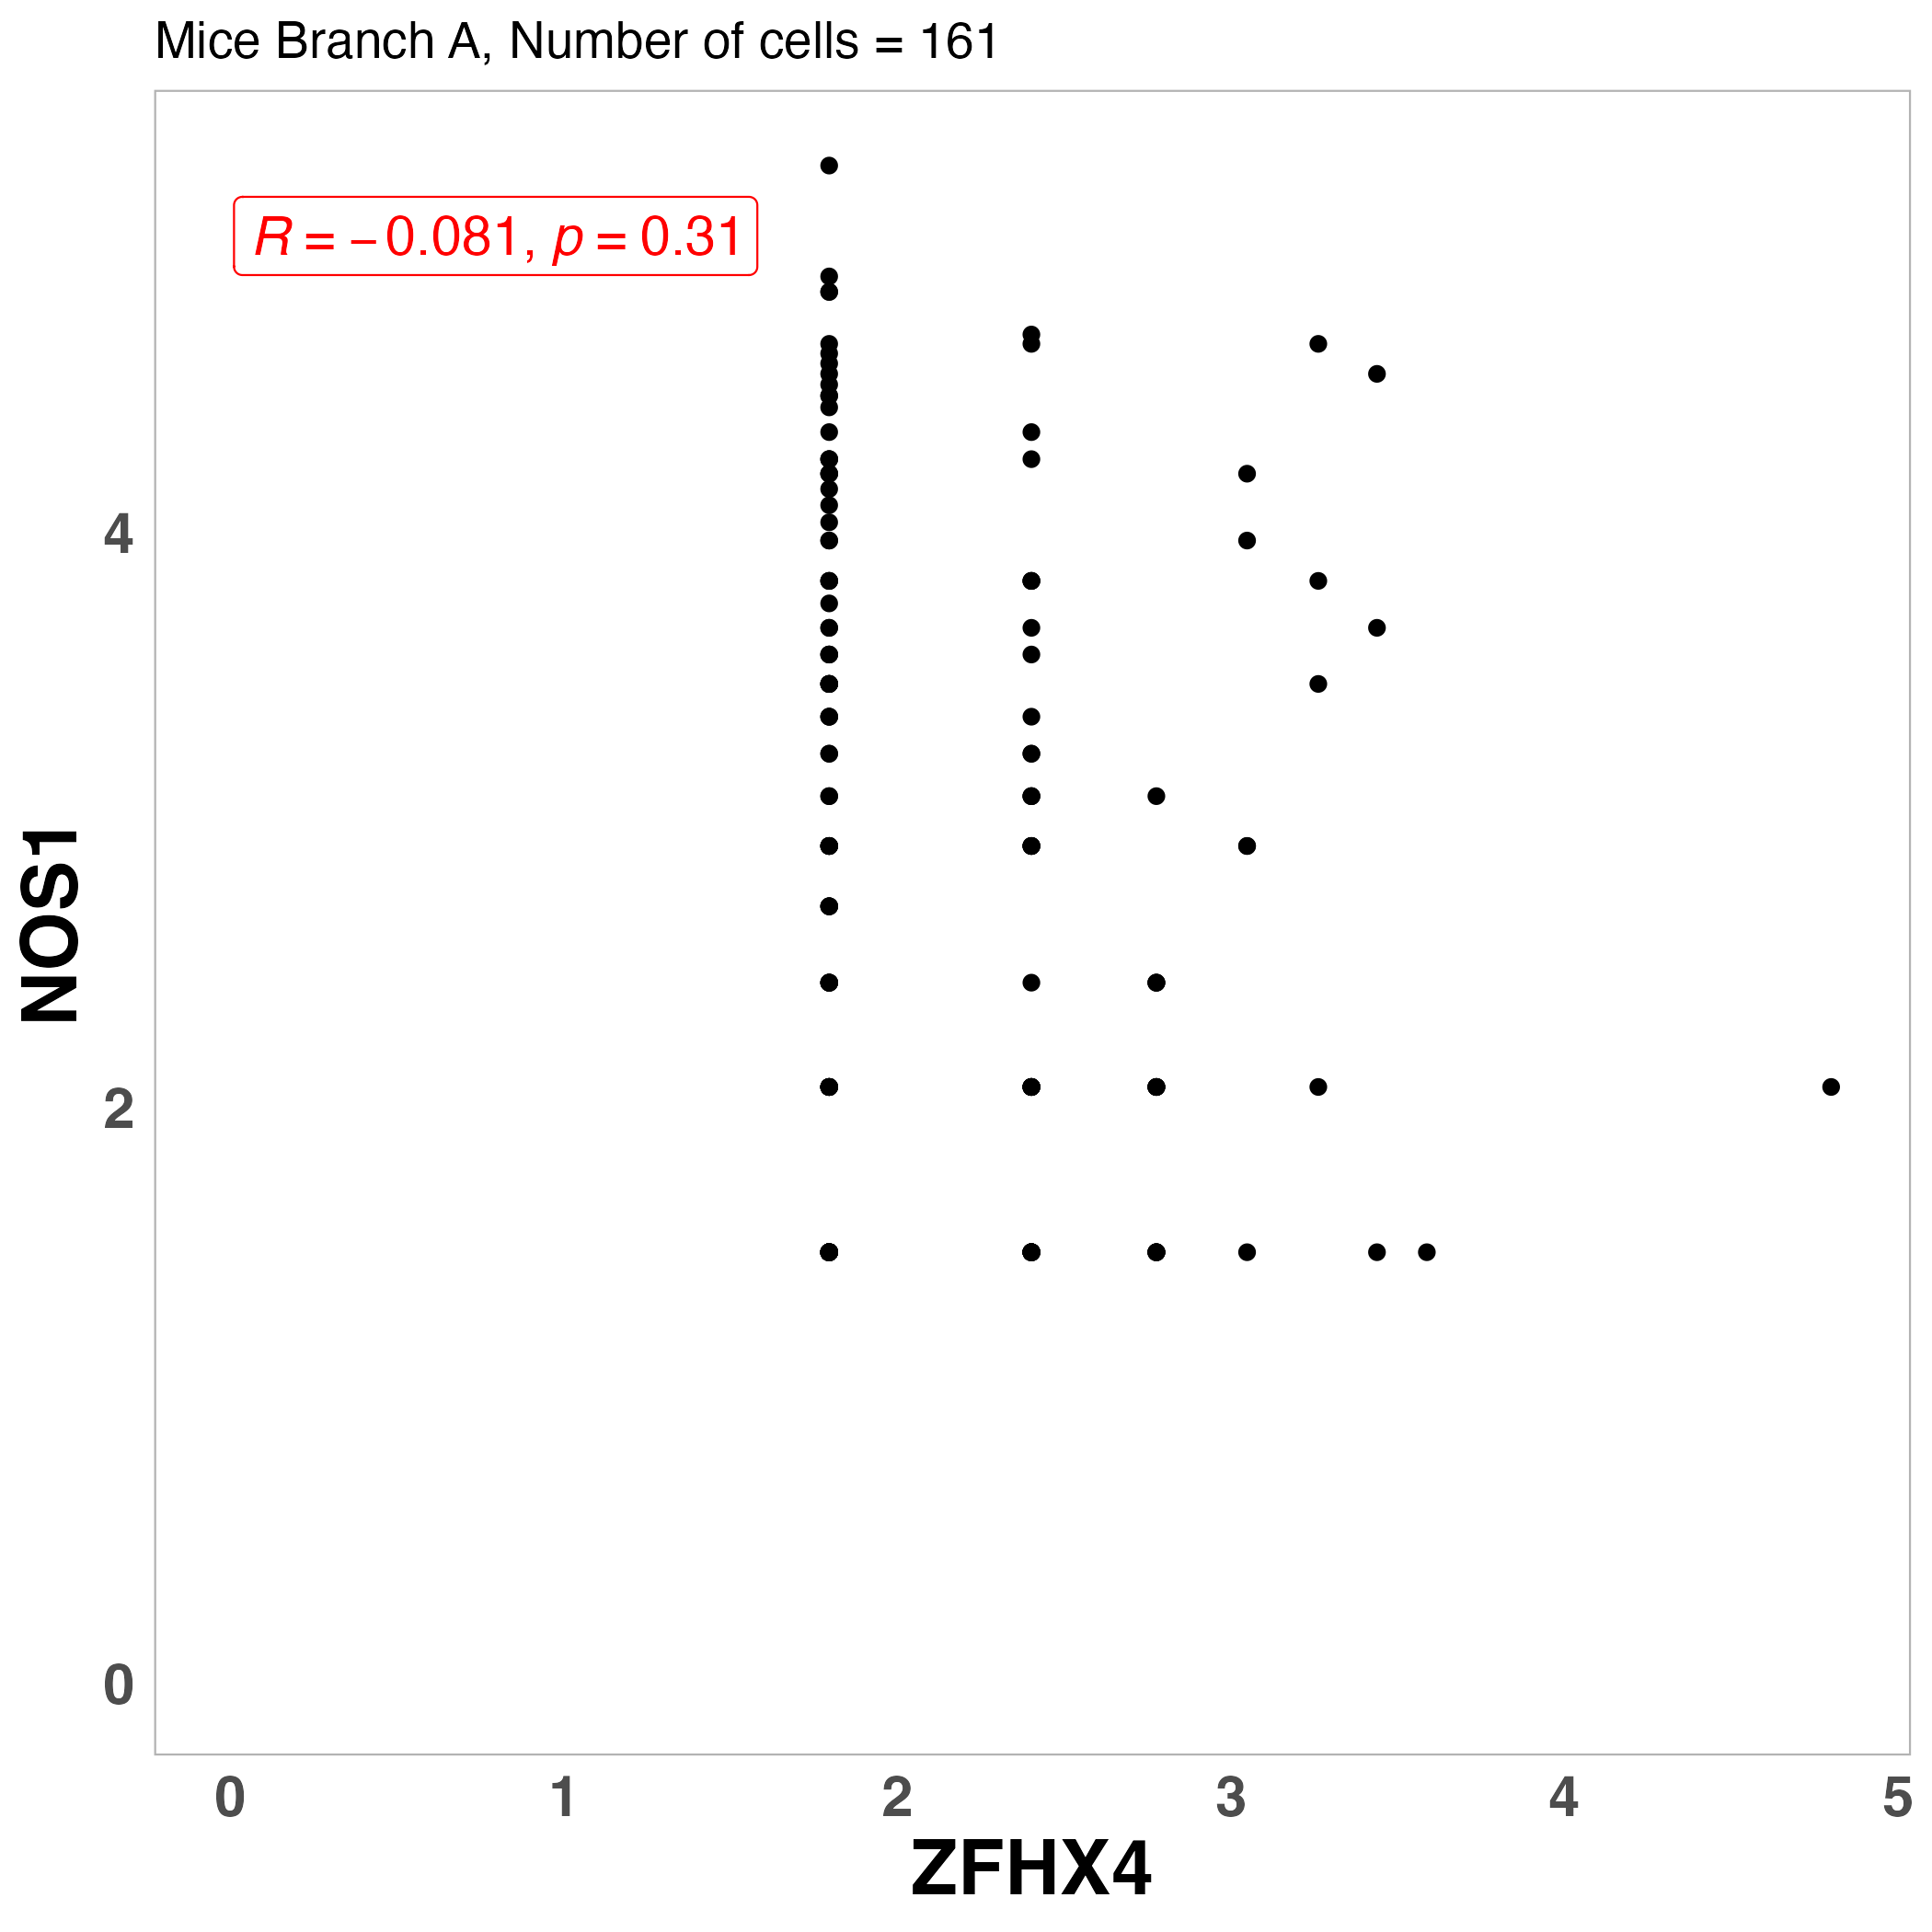 Mice Branch A, Number of cells = 161
R = −0.081, p = 0.31
4
2
0
NOS1
0 1 2 3 4 5
ZFHX4